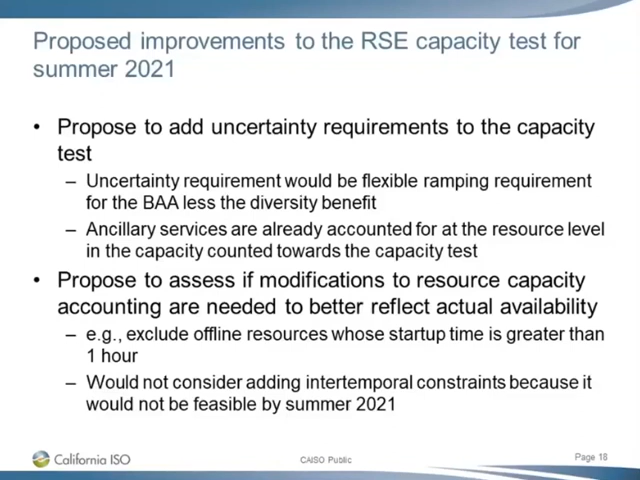 Proposed improvements to the RSE capacity test for
summer 2021
• Propose to add uncertainty requirements to the capacity
test
– Uncertainty requirement would be flexible ramping requirement
for the BAA less the diversity benefit
– Ancillary services are already accounted for at the resource level
in the capacity counted towards the capacity test
• Propose to assess if modifications to resource capacity
accounting are needed to better reflect actual availability
– e.g., exclude offline resources whose startup time is greater than
1 hour
– Would not consider adding intertemporal constraints because it
would not be feasible by summer 2021
California ISO
CAISO Public
Page 18